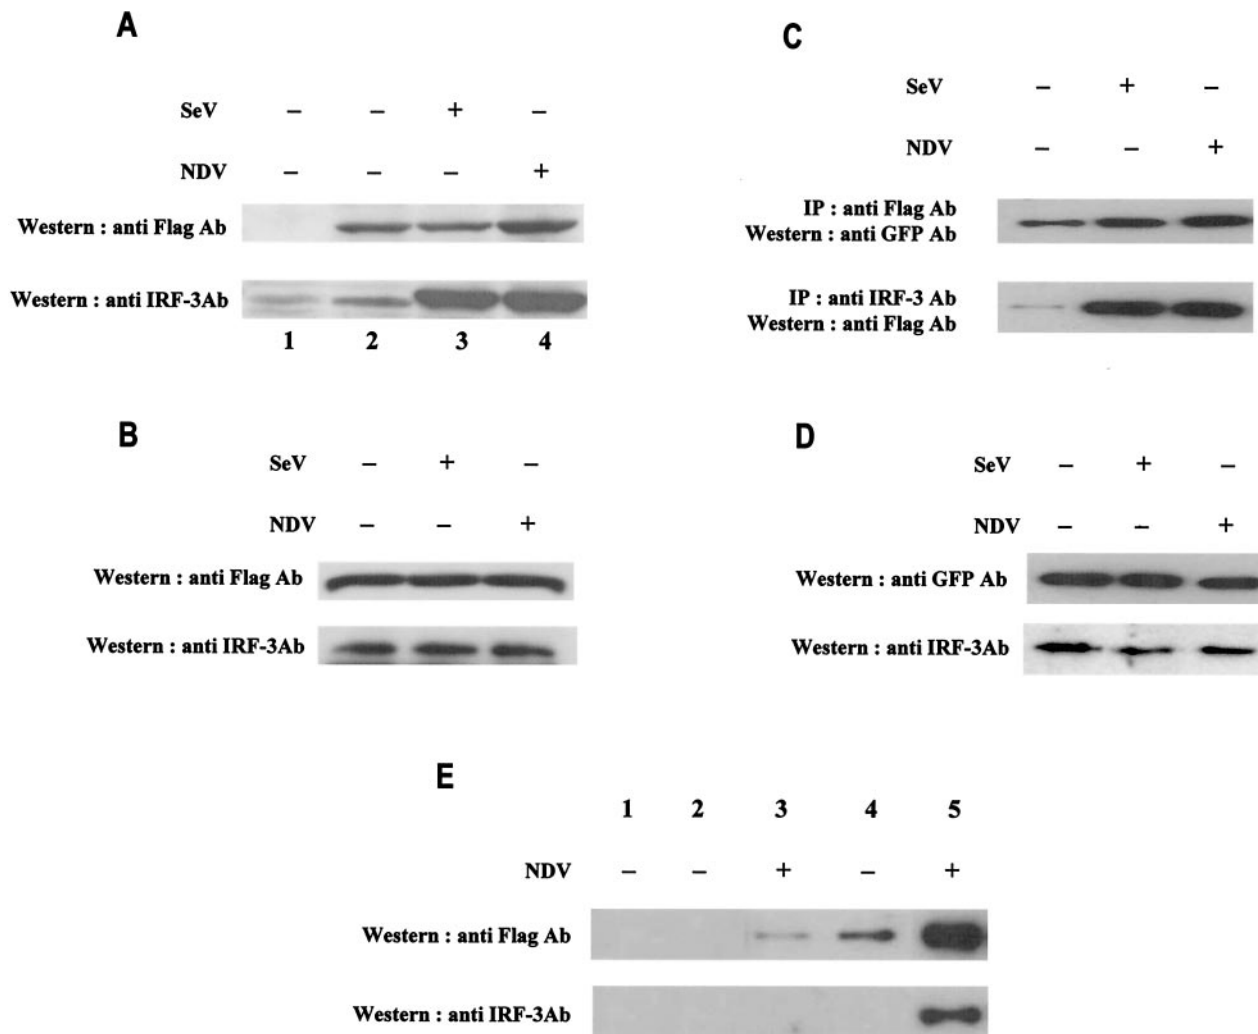 A
SeV – – + –
NDV – – – +
Western : anti Flag Ab
Western : anti IRF-3Ab
1 2 3 4
B
SeV – + –
NDV – – +
Western : anti Flag Ab
Western : anti IRF-3Ab
C
SeV – + –
NDV – – +
IP : anti Flag Ab
Western : anti GFP Ab
IP : anti IRF-3 Ab
Western : anti Flag Ab
D
SeV – + –
NDV – – +
Western : anti GFP Ab
Western : anti IRF-3Ab
E
1 2 3 4 5
NDV – – + – +
Western : anti Flag Ab
Western : anti IRF-3Ab